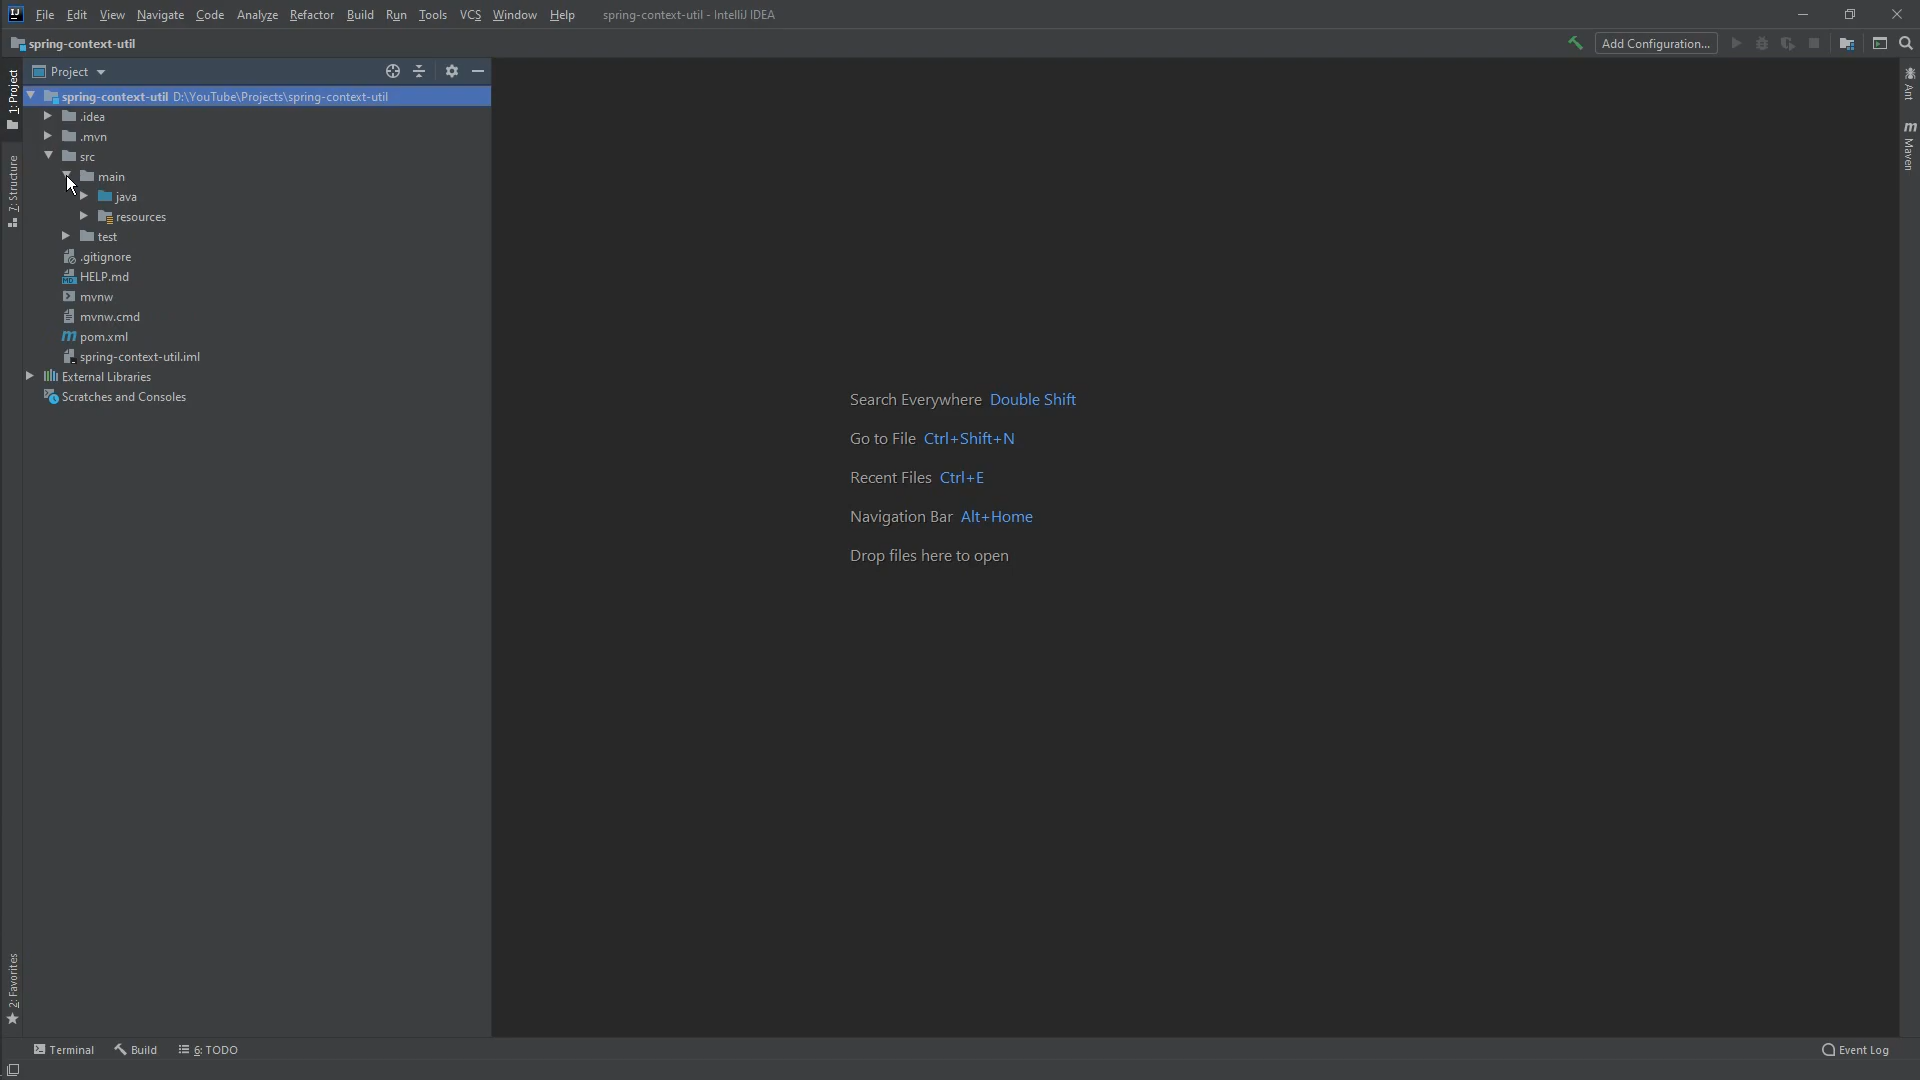 File Edit View Navigate Code Analyze Refactor Build Run Tools VCS Window Help spring-context-util - IntelliJ IDEA
spring-context-util Add Configuration...
Project
spring-context-util D:\YouTube\Projects\spring-context-util
.idea
.mvn
src
main
java
resources
test
.gitignore
HELP.md
mvnw
mvnw.cmd
pom.xml
spring-context-util.iml
External Libraries
Scratches and Consoles
1: Project
7: Structure
2: Favorites
Search Everywhere Double Shift
Go to File Ctrl+Shift+N
Recent Files Ctrl+E
Navigation Bar Alt+Home
Drop files here to open
Ant
Maven
Terminal Build 6: TODO Event Log